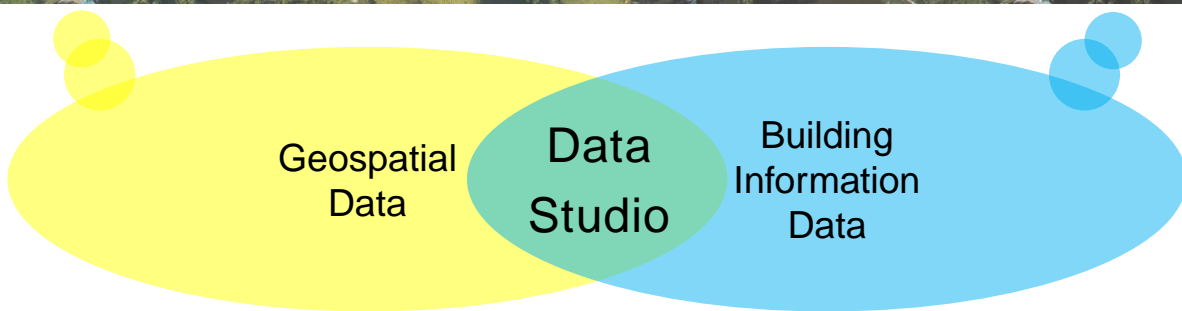 Geospatial
Data
Data
Studio
Building
Information
Data